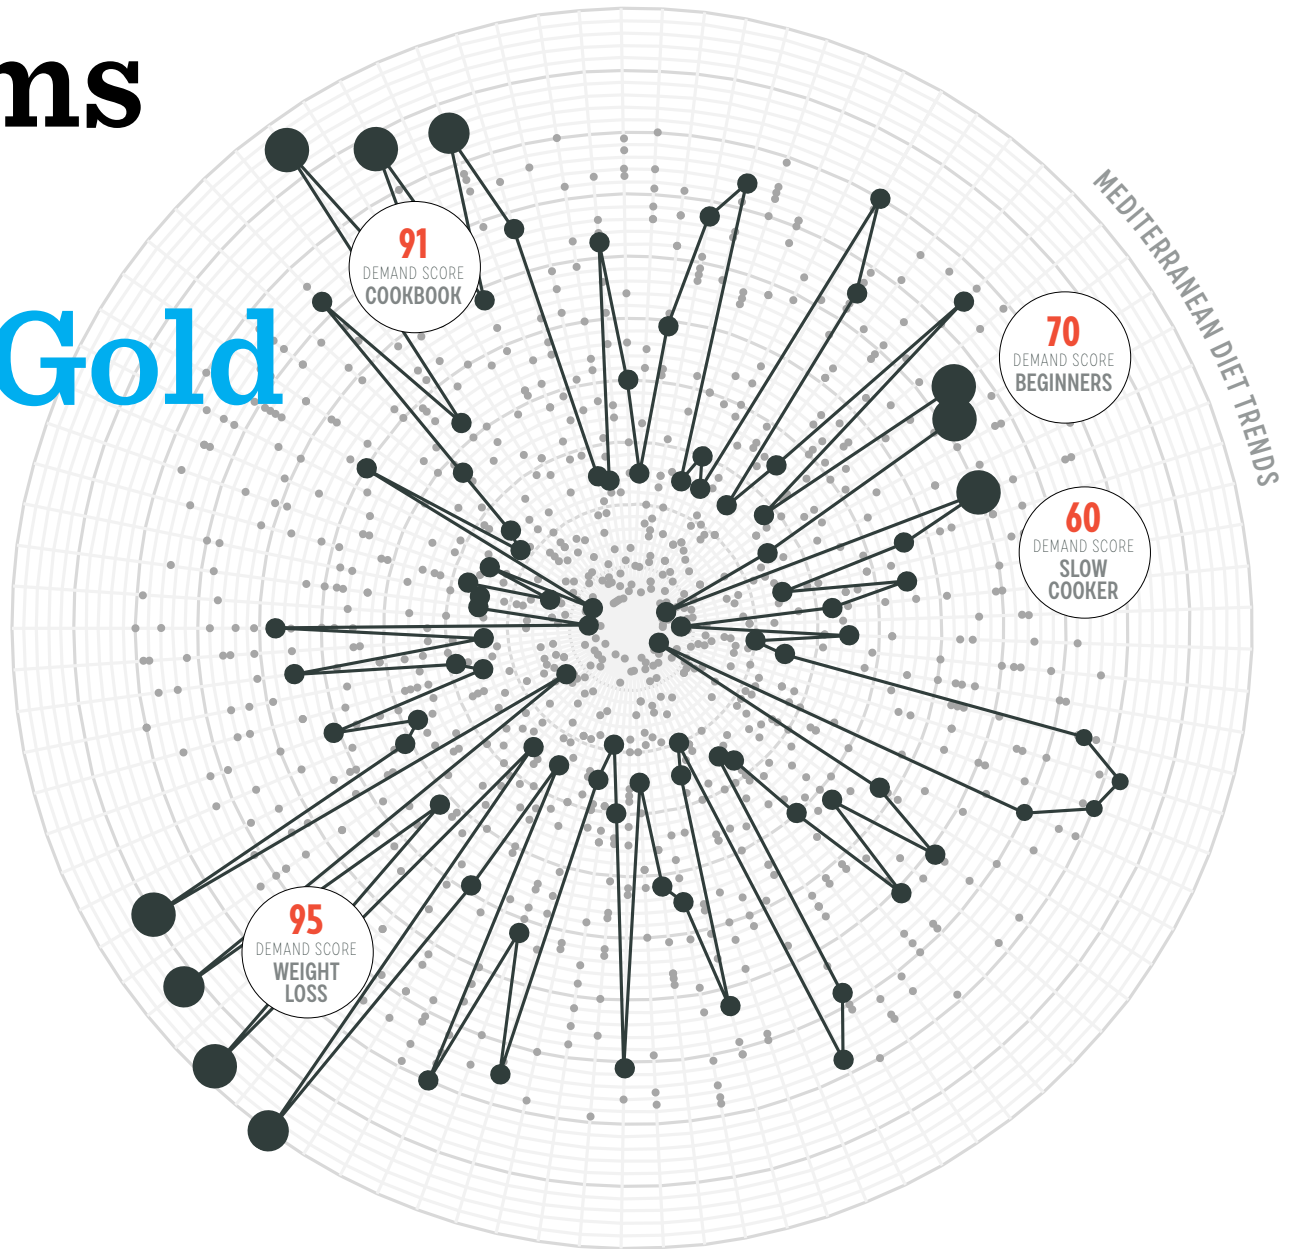 ms
Gold
91
DEMAND SCORE
COOKBOOK
MEDITERRANEAN DIET TRENDS
70
DEMAND SCORE
BEGINNERS
60
DEMAND SCORE
SLOW
COOKER
95
DEMAND SCORE
WEIGHT
LOSS